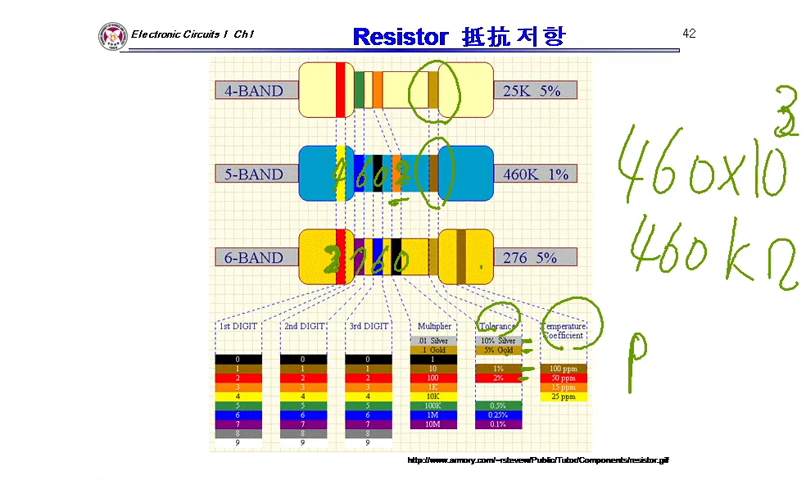 Electronic Circuits 1 Ch1
Resistor 抵抗 저항
42
4-BAND
25K 5%
5-BAND
4602
460K 1%
6-BAND
2760
276 5%
460x10³
460kΩ
p
1st DIGIT 2nd DIGIT 3rd DIGIT Multiplier Tolerance emperature Coefficient
.01 Silver 10% Silver
.1 Gold 5% Gold
0 0 0 1
1 1 1 10 1% 100 ppm
2 2 2 100 2% 50 ppm
3 3 3 1K 15 ppm
4 4 4 10K 25 ppm
5 5 5 100K 0.5%
6 6 6 1M 0.25%
7 7 7 10M 0.1%
8 8 8
9 9 9
http://www.armory.com/~rstevew/Public/Tutor/Components/resistor.gif